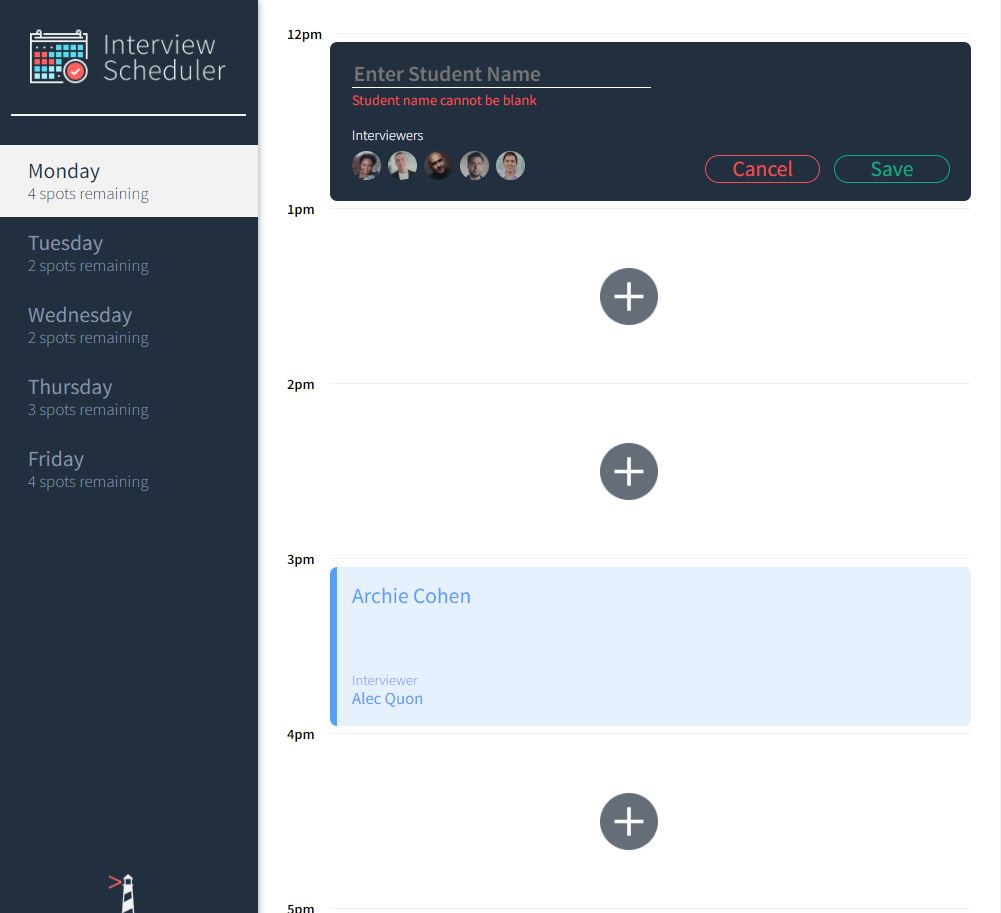 Interview
Scheduler
Monday
4 spots remaining
Tuesday
2 spots remaining
Wednesday
2 spots remaining
Thursday
3 spots remaining
Friday
4 spots remaining
12pm
Enter Student Name
Student name cannot be blank
Interviewers
Cancel
Save
1pm
2pm
3pm
Archie Cohen
Interviewer
Alec Quon
4pm
5pm